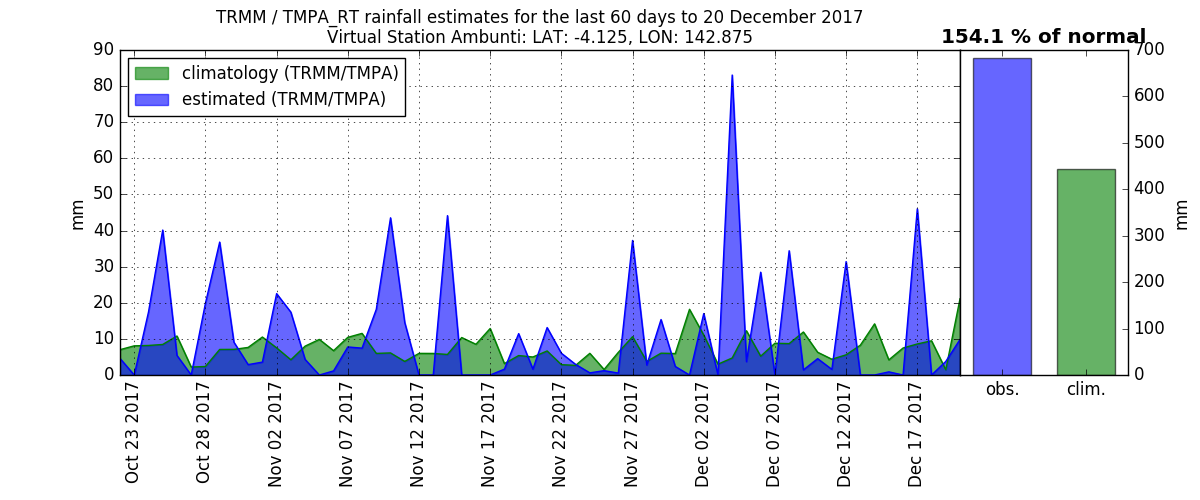 TRMM / TMPA_RT rainfall estimates for the last 60 days to 20 December 2017
Virtual Station Ambunti: LAT: -4.125, LON: 142.875
154.1 % of normal
climatology (TRMM/TMPA)
estimated (TRMM/TMPA)
mm
90
80
70
60
50
40
30
20
10
0
Oct 23 2017
Oct 28 2017
Nov 02 2017
Nov 07 2017
Nov 12 2017
Nov 17 2017
Nov 22 2017
Nov 27 2017
Dec 02 2017
Dec 07 2017
Dec 12 2017
Dec 17 2017
obs.
clim.
700
600
500
400
300
200
100
0
mm